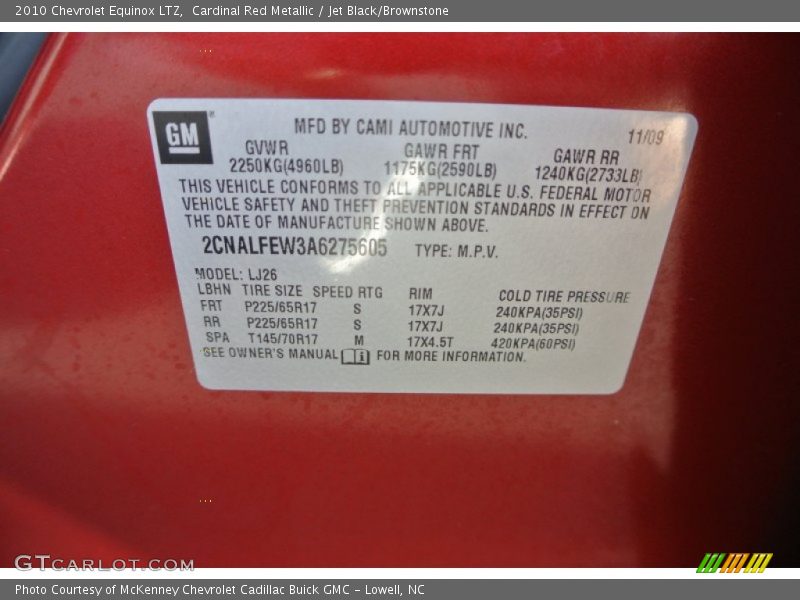 2010 Chevrolet Equinox LTZ, Cardinal Red Metallic / Jet Black/Brownstone
GM
MFD BY CAMI AUTOMOTIVE INC.
11/09
GVWR GAWR FRT GAWR RR
2250KG(4960LB) 1175KG(2590LB) 1240KG(2733LB)
THIS VEHICLE CONFORMS TO ALL APPLICABLE U.S. FEDERAL MOTOR
VEHICLE SAFETY AND THEFT PREVENTION STANDARDS IN EFFECT ON
THE DATE OF MANUFACTURE SHOWN ABOVE.
2CNALFEW3A6275605 TYPE: M.P.V.
MODEL: LJ26
LBHN TIRE SIZE SPEED RTG RIM COLD TIRE PRESSURE
FRT P225/65R17 S 17X7J 240KPA(35PSI)
RR P225/65R17 S 17X7J 240KPA(35PSI)
SPA T145/70R17 M 17X4.5T 420KPA(60PSI)
SEE OWNER'S MANUAL FOR MORE INFORMATION.
GTCARLOT.COM
Photo Courtesy of McKenney Chevrolet Cadillac Buick GMC - Lowell, NC